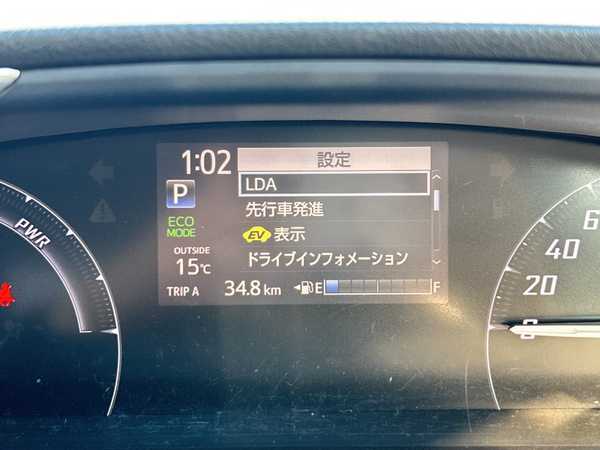 1:02 設定
P LDA
先行車発進
ECO MODE EV 表示
OUTSIDE ドライブインフォメーション
15℃
TRIP A 34.8 km E F
PWR
60
40
20
0